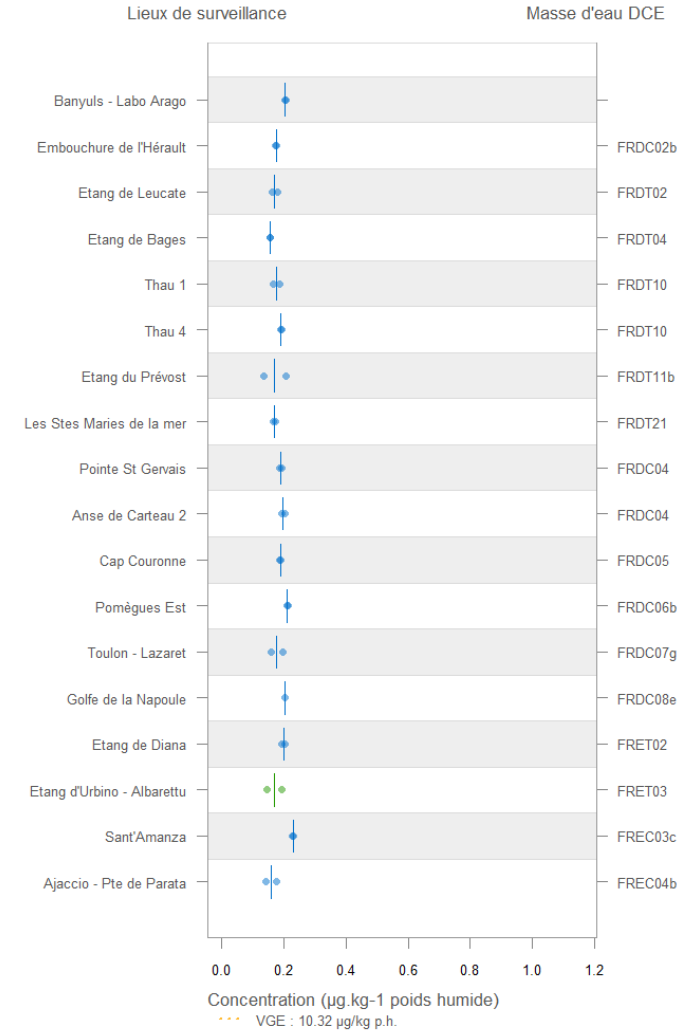 Lieux de surveillance Masse d'eau DCE
Banyuls - Labo Arago
Embouchure de l'Hérault FRDC02b
Etang de Leucate FRDT02
Etang de Bages FRDT04
Thau 1 FRDT10
Thau 4 FRDT10
Etang du Prévost FRDT11b
Les Stes Maries de la mer FRDT21
Pointe St Gervais FRDC04
Anse de Carteau 2 FRDC04
Cap Couronne FRDC05
Pomègues Est FRDC06b
Toulon - Lazaret FRDC07g
Golfe de la Napoule FRDC08e
Etang de Diana FRET02
Etang d'Urbino - Albarettu FRET03
Sant'Amanza FREC03c
Ajaccio - Pte de Parata FREC04b
0.0 0.2 0.4 0.6 0.8 1.0 1.2
Concentration (µg.kg-1 poids humide)
VGE : 10.32 µg/kg p.h.